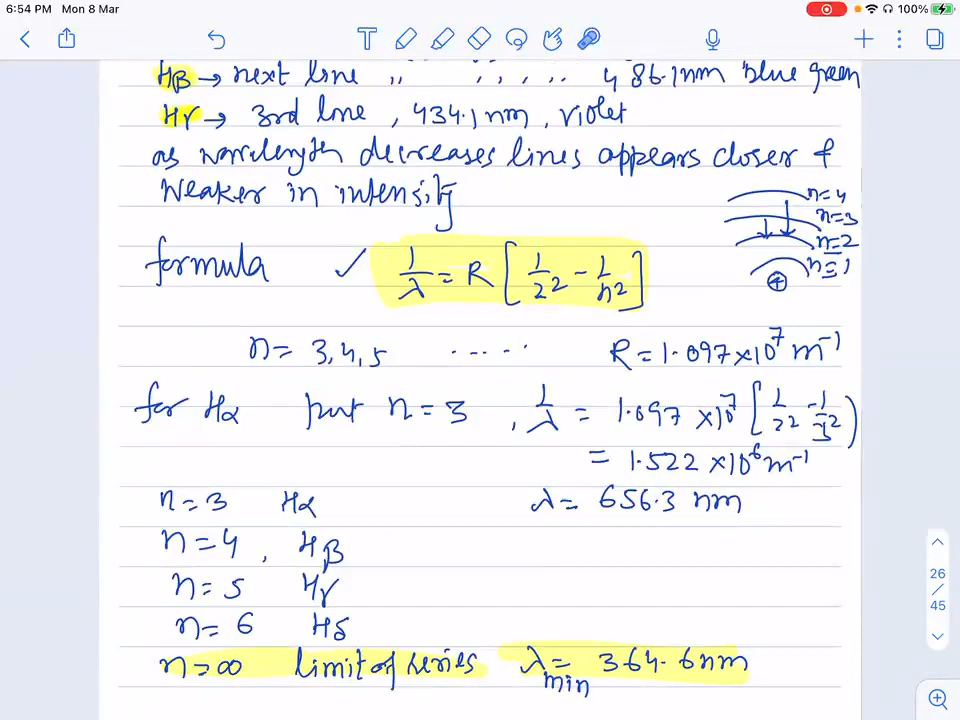 6:54 PM Mon 8 Mar
100%
Hβ → next line ,, ,, ,, 486.1nm blue green
Hγ → 3rd line, 434.1 nm, violet
as wavelength decreases lines appears closer &
weaker in intensity
n=4
n=3
n=2
n=1
+
formula ✓ 1/λ = R [1/2² - 1/n²]
n = 3,4,5 ...... R = 1.097 ×10⁷ m⁻¹
for Hα put n = 3 , 1/λ = 1.097 ×10⁷ [1/2² - 1/3²)
= 1.522 ×10⁶ m⁻¹
n = 3 Hα λ = 656.3 nm
n = 4 , Hβ
n = 5 Hγ
n = 6 Hδ
n = ∞ limit of series λmin = 364.6nm
26
/
45